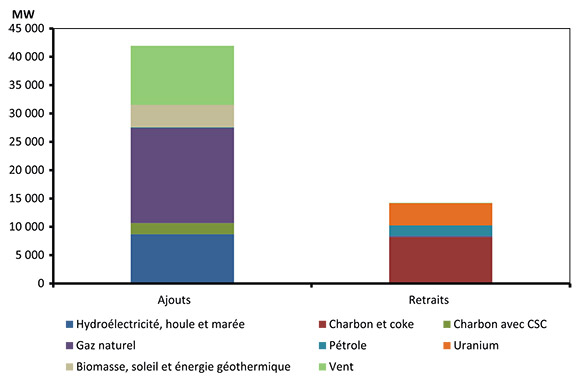 MW
45 000
40 000
35 000
30 000
25 000
20 000
15 000
10 000
5 000
0
Ajouts
Retraits
Hydroélectricité, houle et marée
Charbon et coke
Charbon avec CSC
Gaz naturel
Pétrole
Uranium
Biomasse, soleil et énergie géothermique
Vent